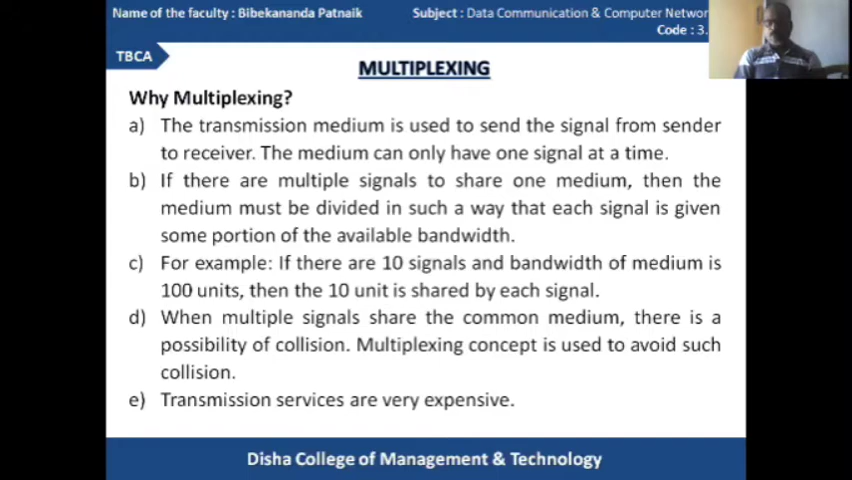 Name of the faculty : Bibekananda Patnaik
Subject : Data Communication & Computer Networ
Code : 3.
TBCA
MULTIPLEXING
Why Multiplexing?
a) The transmission medium is used to send the signal from sender
to receiver. The medium can only have one signal at a time.
b) If there are multiple signals to share one medium, then the
medium must be divided in such a way that each signal is given
some portion of the available bandwidth.
c) For example: If there are 10 signals and bandwidth of medium is
100 units, then the 10 unit is shared by each signal.
d) When multiple signals share the common medium, there is a
possibility of collision. Multiplexing concept is used to avoid such
collision.
e) Transmission services are very expensive.
Disha College of Management & Technology